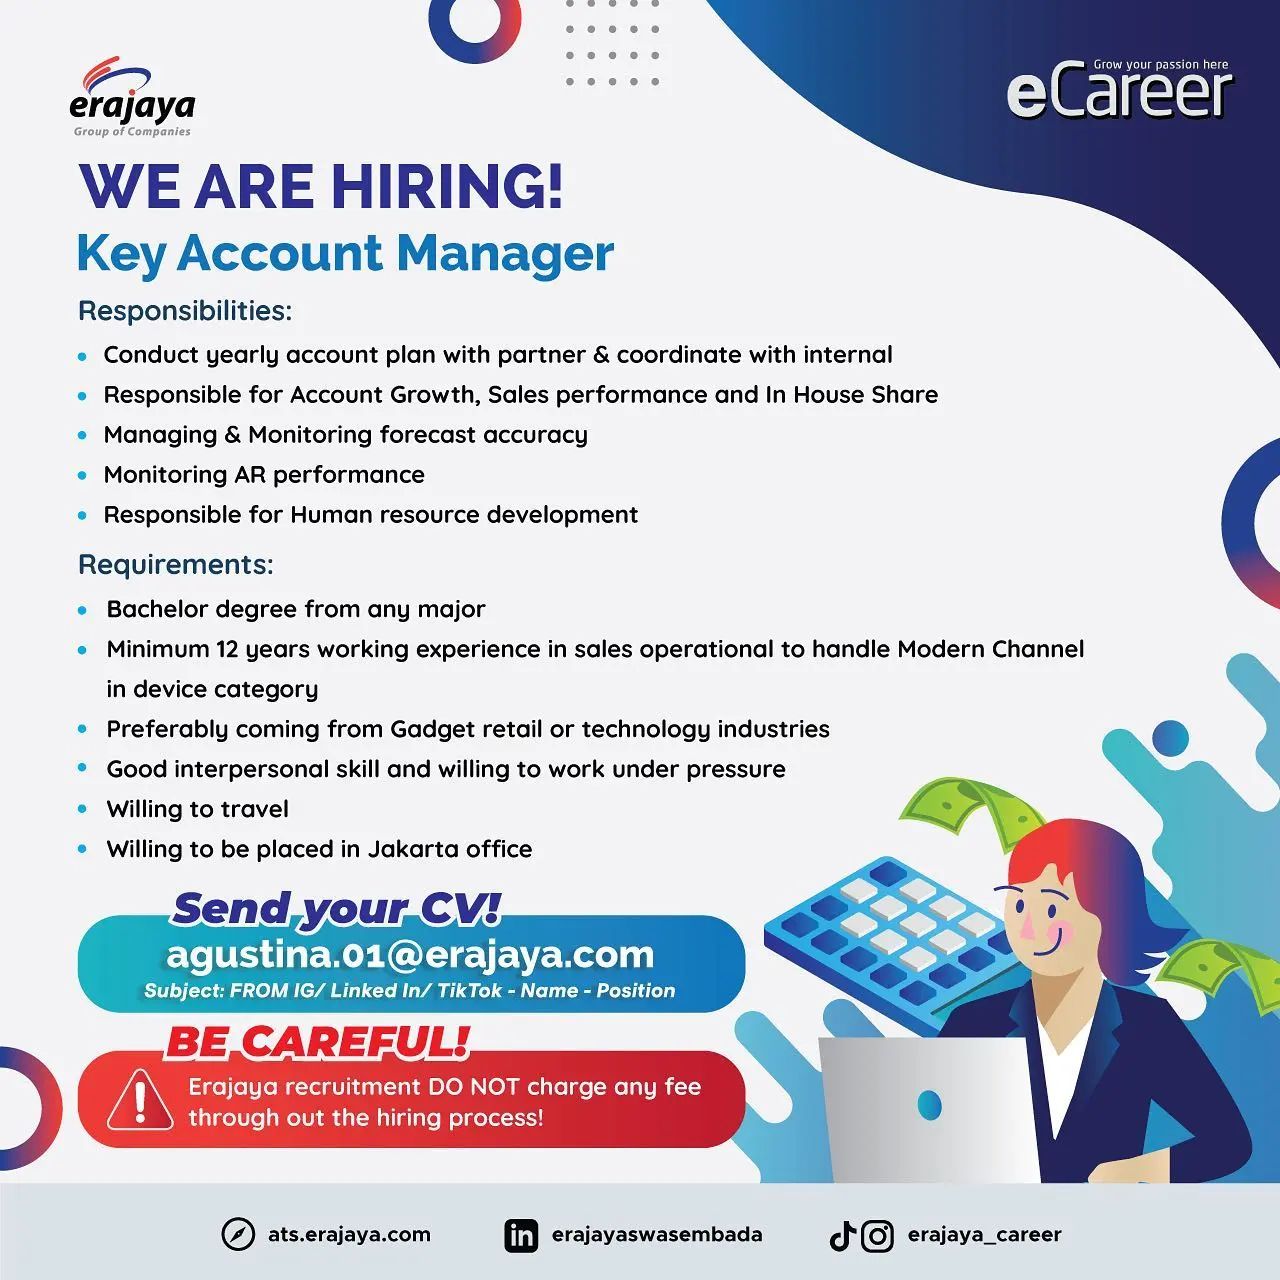 erajaya
Group of Companies
Grow your passion here
eCareer
WE ARE HIRING!
Key Account Manager
Responsibilities:
• Conduct yearly account plan with partner & coordinate with internal
• Responsible for Account Growth, Sales performance and In House Share
• Managing & Monitoring forecast accuracy
• Monitoring AR performance
• Responsible for Human resource development
Requirements:
• Bachelor degree from any major
• Minimum 12 years working experience in sales operational to handle Modern Channel
in device category
• Preferably coming from Gadget retail or technology industries
• Good interpersonal skill and willing to work under pressure
• Willing to travel
• Willing to be placed in Jakarta office
Send your CV!
agustina.01@erajaya.com
Subject: FROM IG/ Linked In/ TikTok - Name - Position
BE CAREFUL!
Erajaya recruitment DO NOT charge any fee
through out the hiring process!
ats.erajaya.com
in erajayaswasembada
erajaya_career